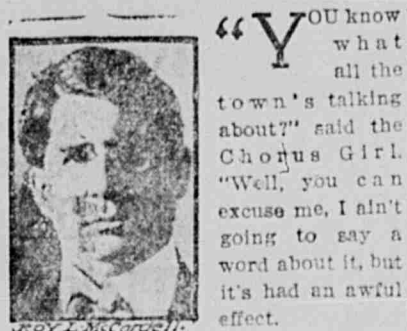 "YOU know
what
all the
town's talking
about?" said the
Chorus Girl.
"Well, you can
excuse me, I ain't
going to say a
word about it, but
it's had an awful
effect.